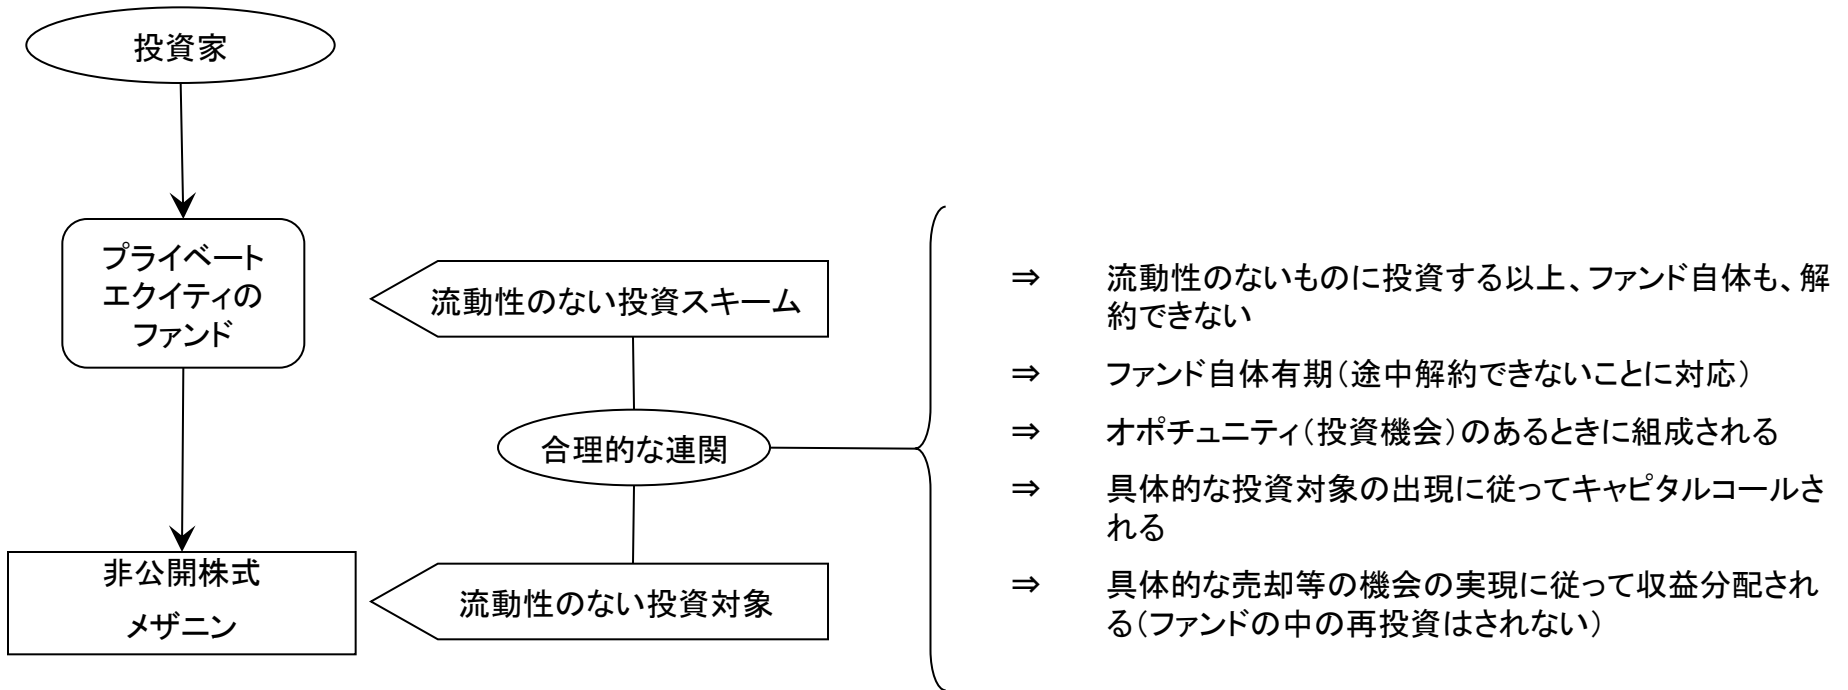 投資家
プライベート
エクイティの
ファンド
非公開株式
メザニン
流動性のない投資スキーム
合理的な連関
流動性のない投資対象
⇒ 流動性のないものに投資する以上、ファンド自体も、解
約できない
⇒ ファンド自体有期（途中解約できないことに対応）
⇒ オポチュニティ（投資機会）のあるときに組成される
⇒ 具体的な投資対象の出現に従ってキャピタルコールさ
れる
⇒ 具体的な売却等の機会の実現に従って収益分配され
る（ファンドの中の再投資はされない）